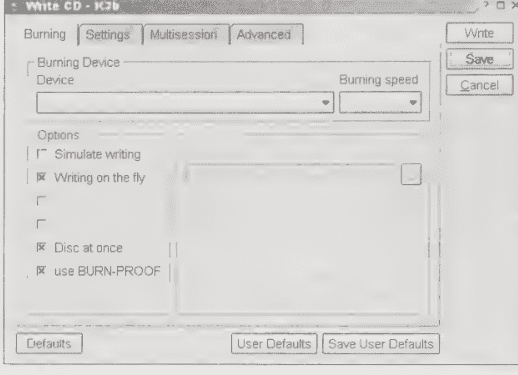 Write CD - K3b
Burning Settings Multisession Advanced
Write
Save
Cancel
Burning Device
Device Burning speed
Options
Simulate writing
Writing on the fly
Disc at once
use BURN-PROOF
Defaults User Defaults Save User Defaults